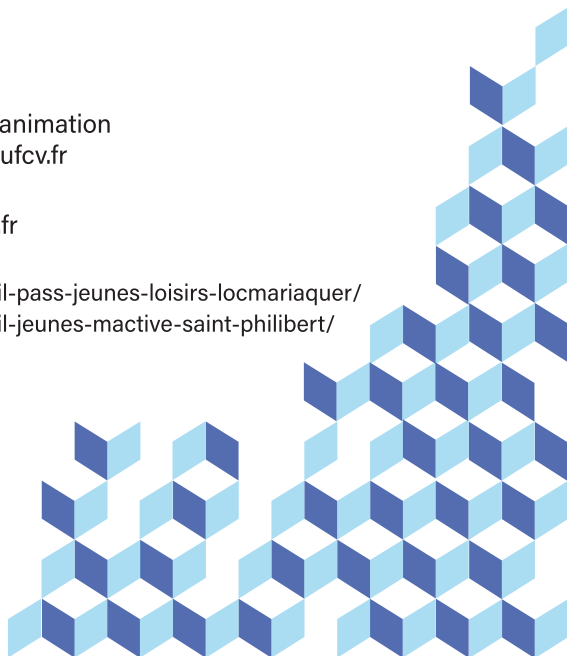 animation
ufcv.fr
.fr
il-pass-jeunes-loisirs-locmariaquer/
il-jeunes-mactive-saint-philibert/